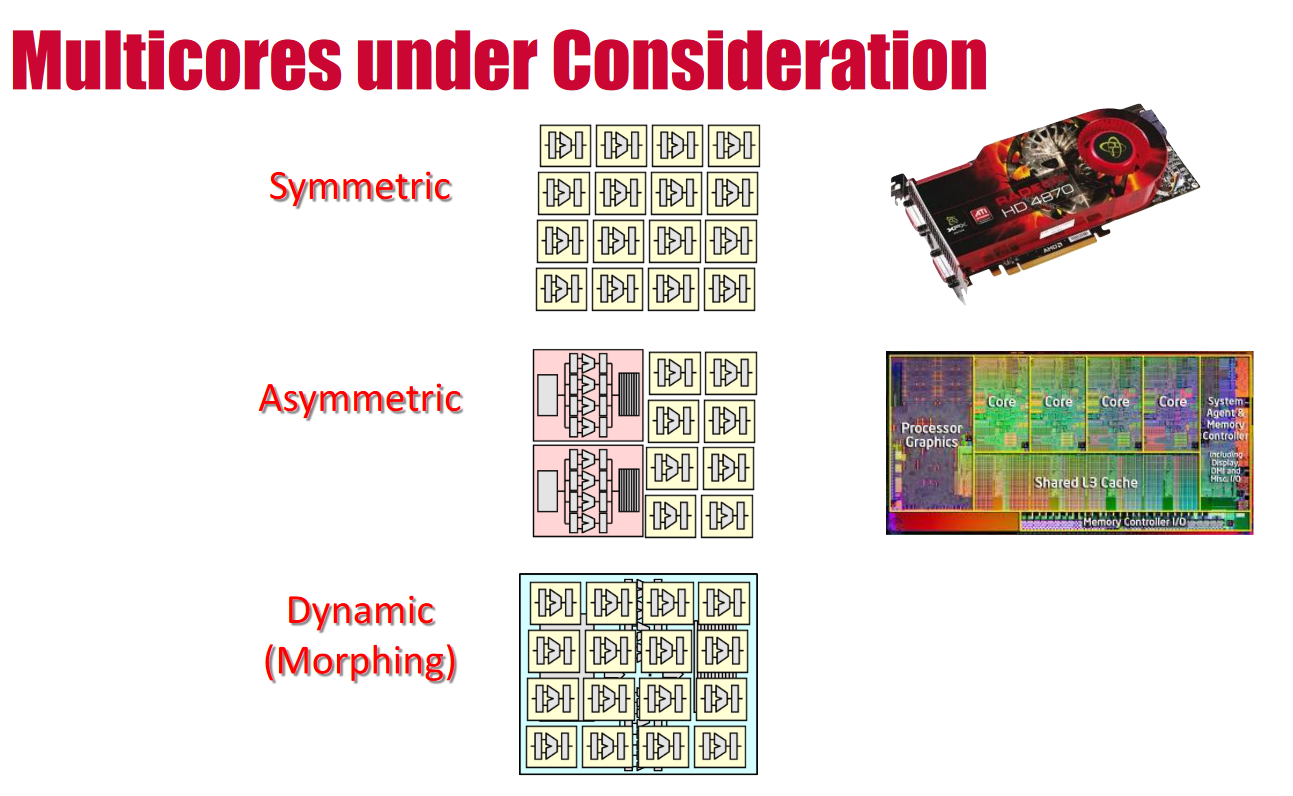 Multicores under Consideration
Symmetric
RADEON
HD 4870
ATI
XFX
AMD
Asymmetric
Processor
Graphics
Core
Core
Core
Core
System
Agent &
Memory
Controller
Including
Display,
DMI and
Misc. I/O
Shared L3 Cache
Memory Controller I/O
Dynamic
(Morphing)